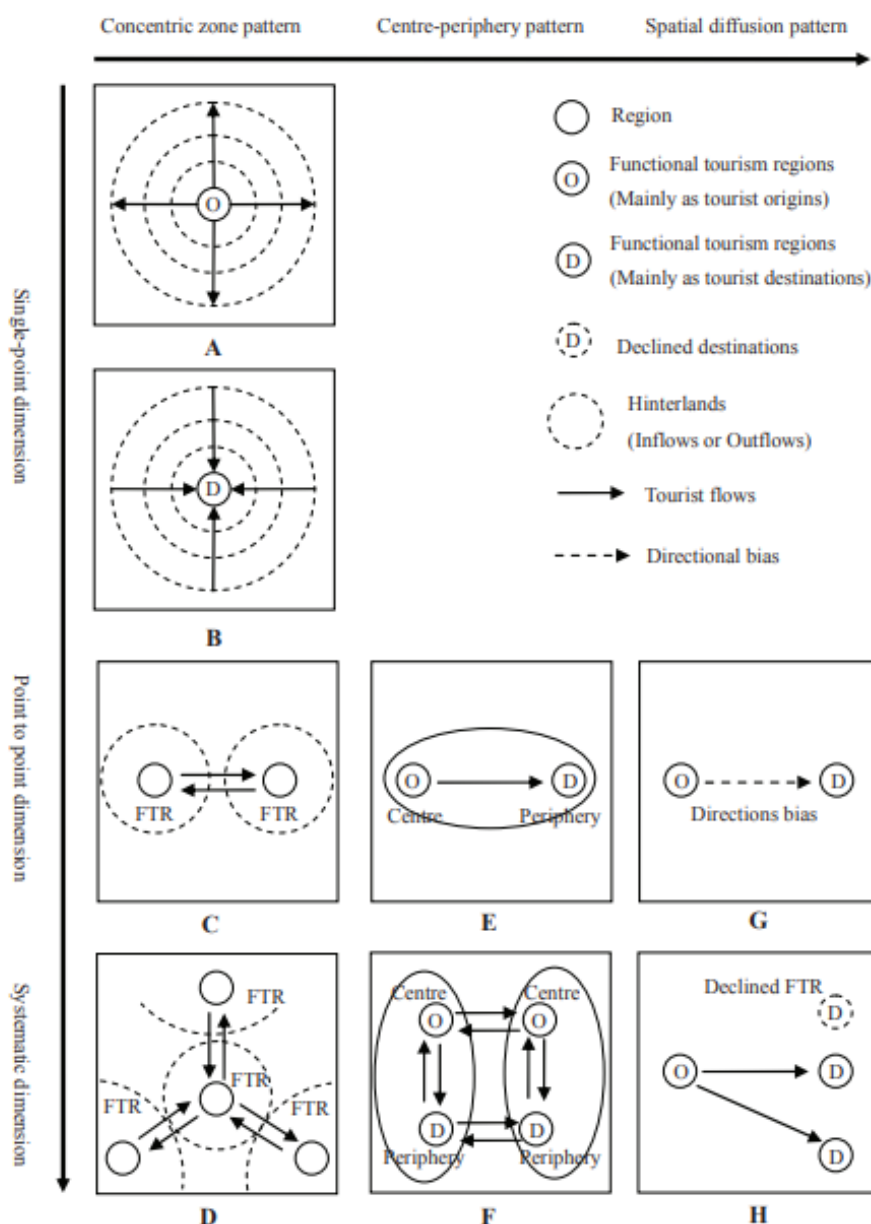 Concentric zone pattern
Centre-periphery pattern
Spatial diffusion pattern
Single-point dimension
Point to point dimension
Systematic dimension
O
A
D
B
Region
O
Functional tourism regions
(Mainly as tourist origins)
D
Functional tourism regions
(Mainly as tourist destinations)
D
Declined destinations
Hinterlands
(Inflows or Outflows)
Tourist flows
Directional bias
FTR
FTR
C
O
D
Centre
Periphery
E
O
D
Directions bias
G
FTR
FTR
FTR
FTR
D
Centre
Centre
O
O
D
D
Periphery
Periphery
F
Declined FTR
D
O
D
D
H